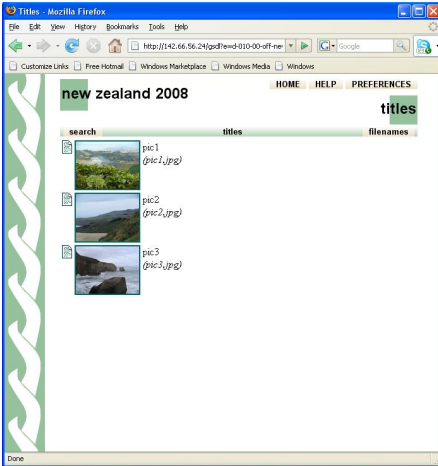 Titles - Mozilla Firefox
File Edit View History Bookmarks Tools Help
http://142.66.56.24/gsdl?e=d-010-00-off-ne
Google
Customize Links Free Hotmail Windows Marketplace Windows Media Windows
HOME HELP PREFERENCES
new zealand 2008
titles
search titles filenames
pic1
(pic1.jpg)
pic2
(pic2.jpg)
pic3
(pic3.jpg)
Done